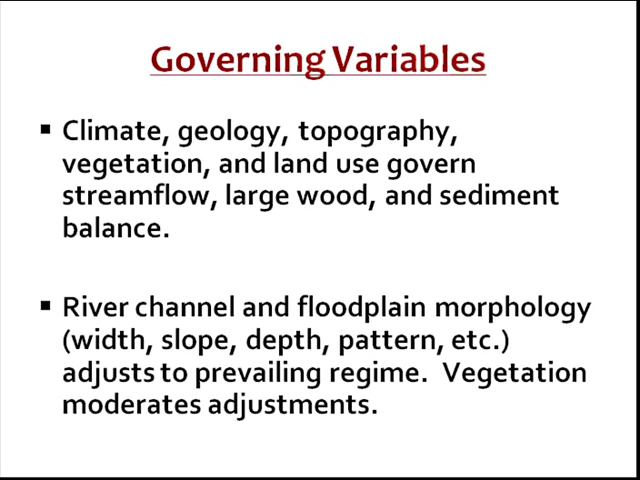 Governing Variables
▪ Climate, geology, topography,
vegetation, and land use govern
streamflow, large wood, and sediment
balance.
▪ River channel and floodplain morphology
(width, slope, depth, pattern, etc.)
adjusts to prevailing regime.  Vegetation
moderates adjustments.